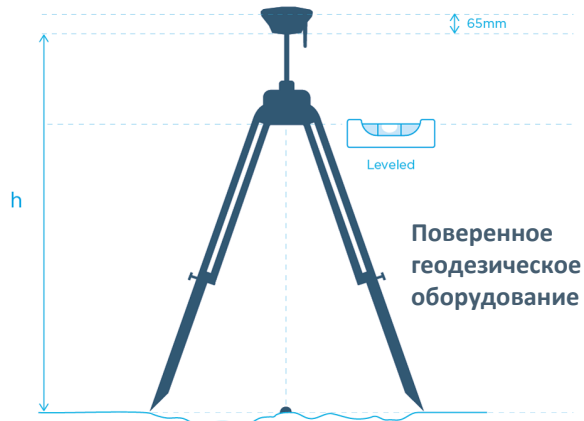 65mm
Leveled
h
Поверенное
геодезическое
оборудование